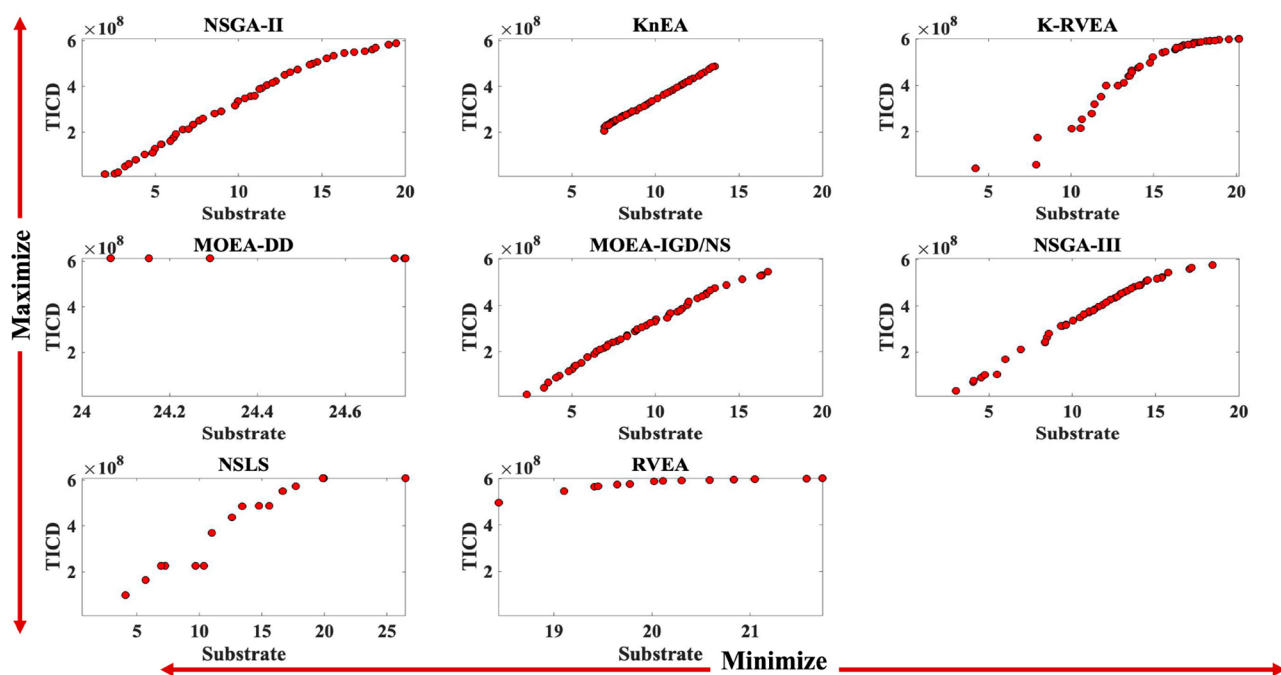 NSGA-II
×10^8
6
4
2
TICD
5 10 15 20
Substrate
KnEA
×10^8
6
4
2
TICD
5 10 15 20
Substrate
K-RVEA
×10^8
6
4
2
TICD
5 10 15 20
Substrate
Maximize
MOEA-DD
×10^8
6
4
2
TICD
24 24.2 24.4 24.6
Substrate
MOEA-IGD/NS
×10^8
6
4
2
TICD
5 10 15 20
Substrate
NSGA-III
×10^8
6
4
2
TICD
5 10 15 20
Substrate
NSLS
×10^8
6
4
2
TICD
5 10 15 20 25
Substrate
RVEA
×10^8
6
4
2
TICD
19 20 21
Substrate
Minimize